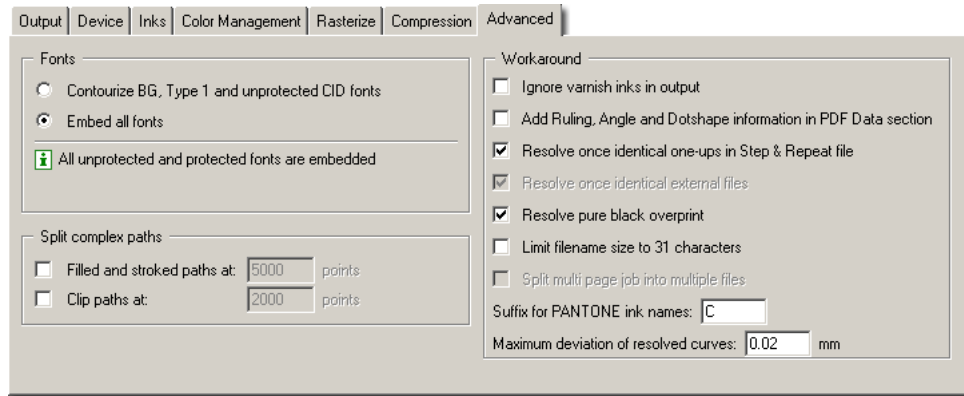 Output Device Inks Color Management Rasterize Compression Advanced
Fonts
Contourize BG, Type 1 and unprotected CID fonts
Embed all fonts
All unprotected and protected fonts are embedded
Split complex paths
Filled and stroked paths at: 5000 points
Clip paths at: 2000 points
Workaround
Ignore varnish inks in output
Add Ruling, Angle and Dotshape information in PDF Data section
Resolve once identical one-ups in Step & Repeat file
Resolve once identical external files
Resolve pure black overprint
Limit filename size to 31 characters
Split multi page job into multiple files
Suffix for PANTONE ink names: C
Maximum deviation of resolved curves: 0.02 mm